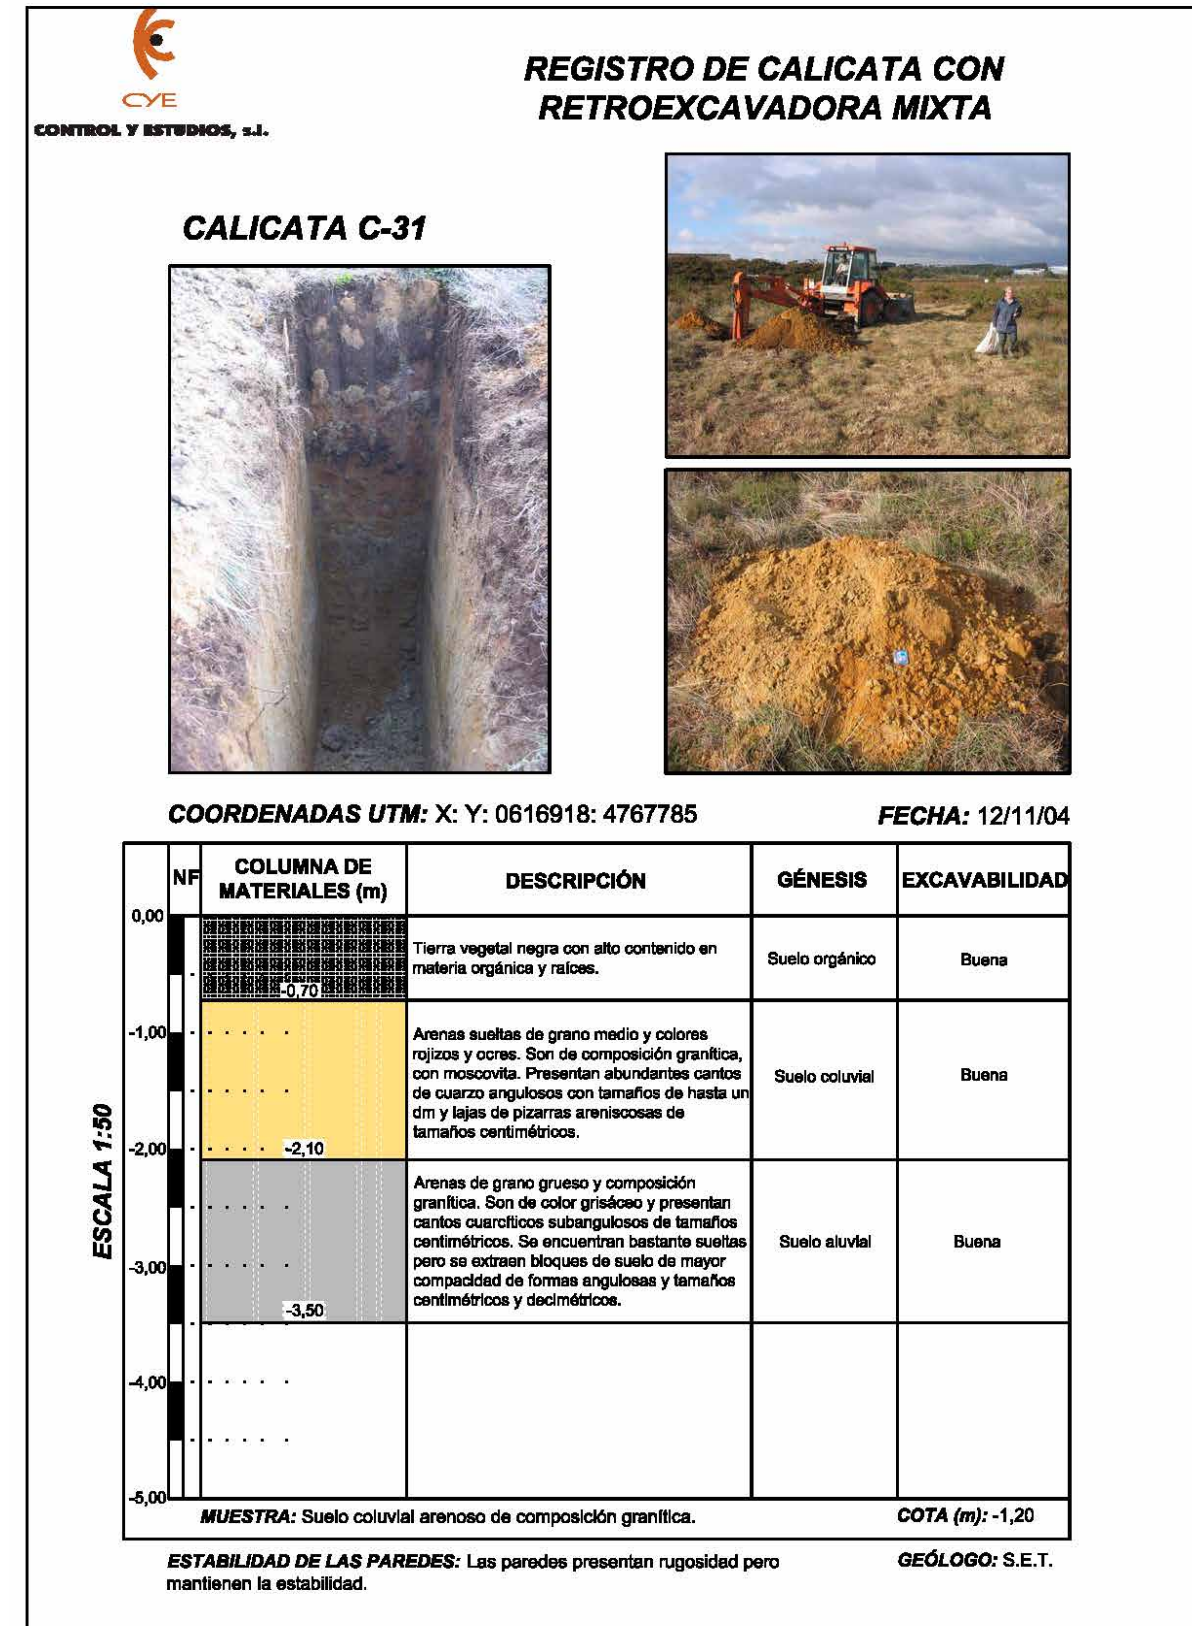 CYE
CONTROL Y ESTUDIOS, s.l.
REGISTRO DE CALICATA CON
RETROEXCAVADORA MIXTA
CALICATA C-31
COORDENADAS UTM: X: Y: 0616918: 4767785
FECHA: 12/11/04
NF
COLUMNA DE
MATERIALES (m)
DESCRIPCIÓN
GÉNESIS
EXCAVABILIDAD
ESCALA 1:50
0,00
-0,70
Tierra vegetal negra con alto contenido en
materia orgánica y raíces.
Suelo orgánico
Buena
-1,00
-2,00
-2,10
Arenas sueltas de grano medio y colores
rojizos y ocres. Son de composición granítica,
con moscovita. Presentan abundantes cantos
de cuarzo angulosos con tamaños de hasta un
dm y lajas de pizarras areniscosas de
tamaños centimétricos.
Suelo coluvial
Buena
-3,00
-3,50
Arenas de grano grueso y composición
granítica. Son de color grisáceo y presentan
cantos cuarcíticos subangulosos de tamaños
centimétricos. Se encuentran bastante sueltas
pero se extraen bloques de suelo de mayor
compacidad de formas angulosas y tamaños
centimétricos y decimétricos.
Suelo aluvial
Buena
-4,00
-5,00
MUESTRA: Suelo coluvial arenoso de composición granítica.
COTA (m): -1,20
ESTABILIDAD DE LAS PAREDES: Las paredes presentan rugosidad pero
mantienen la estabilidad.
GEÓLOGO: S.E.T.